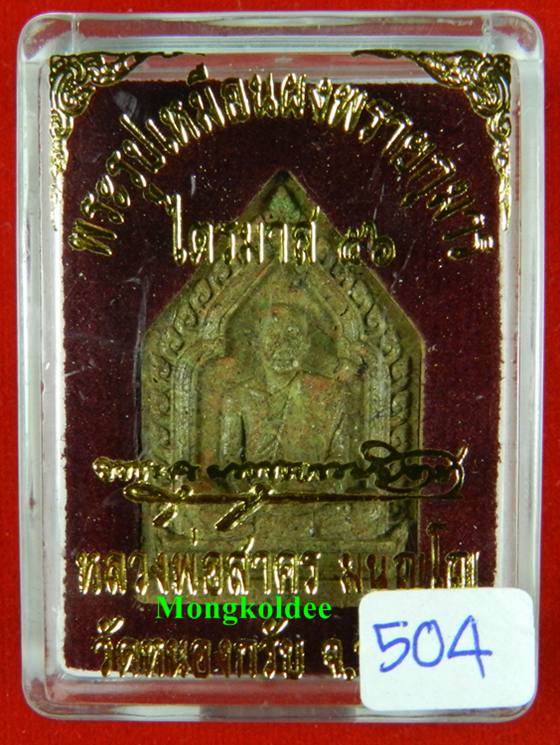 พระรูปเหมือนผงพรายกุมาร
ไตรมาส ๕๖
หลวงพ่อสาคร มนุญโญ
Mongkoldee
วัดหนองกรับ จ.
504